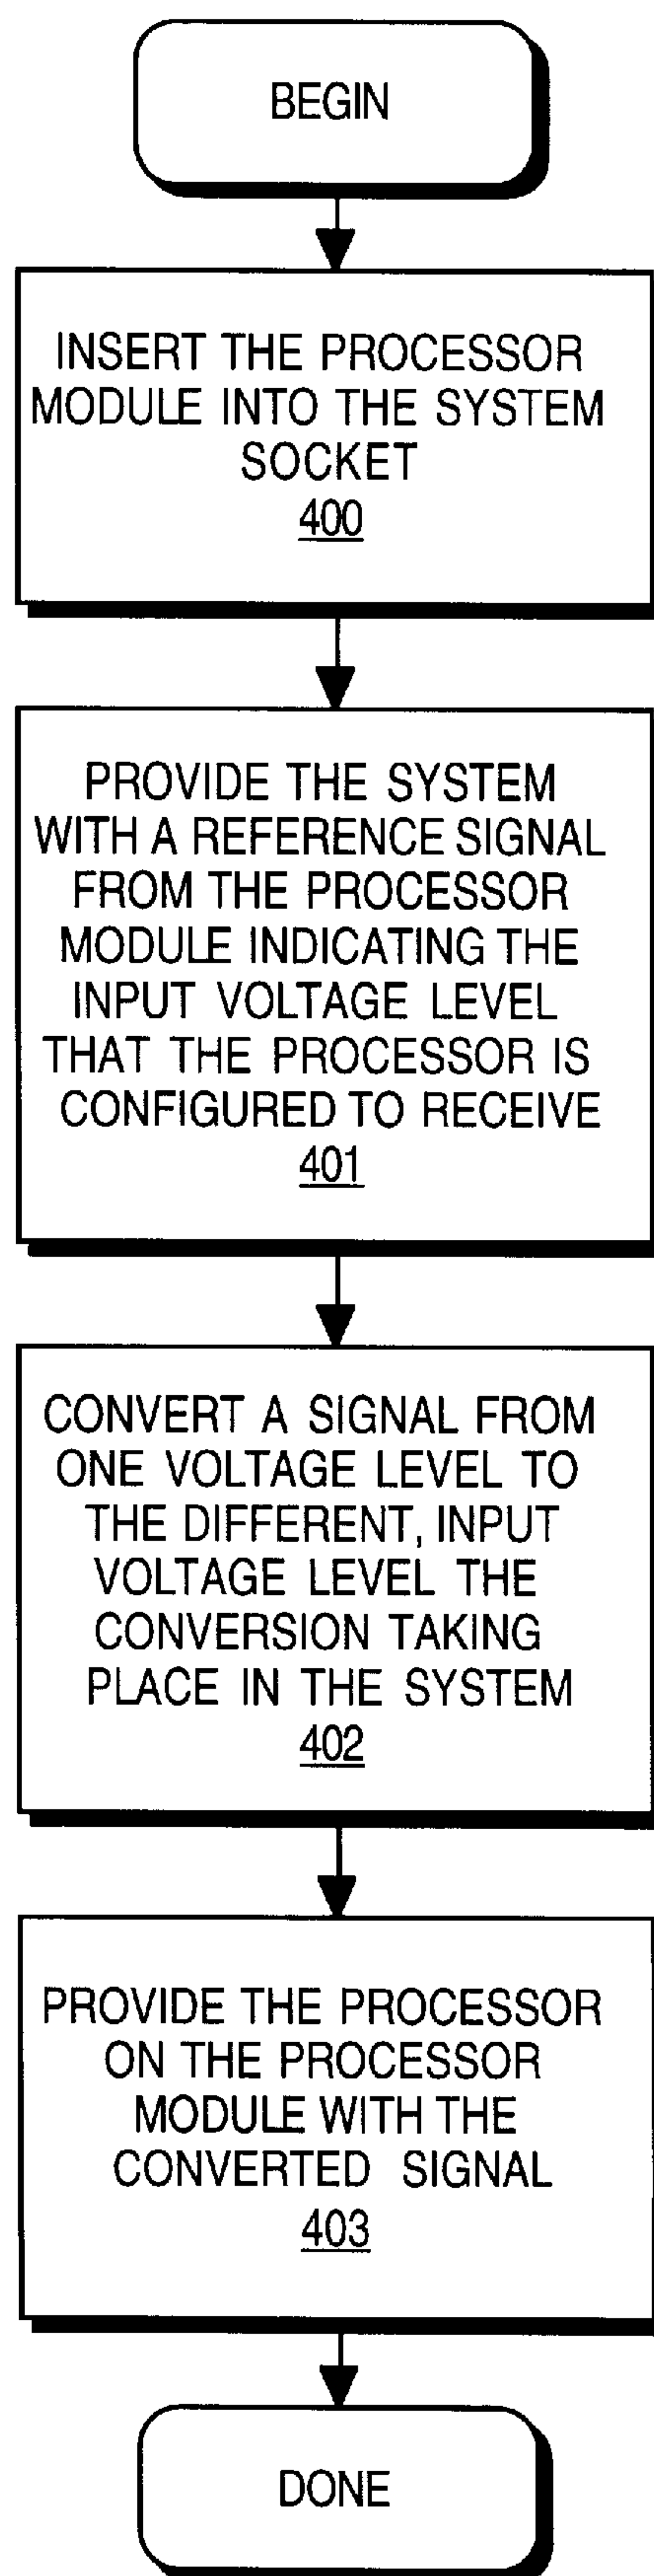 BEGIN
INSERT THE PROCESSOR
MODULE INTO THE SYSTEM
SOCKET
400
PROVIDE THE SYSTEM
WITH A REFERENCE SIGNAL
FROM THE PROCESSOR
MODULE INDICATING THE
INPUT VOLTAGE LEVEL
THAT THE PROCESSOR IS
CONFIGURED TO RECEIVE
401
CONVERT A SIGNAL FROM
ONE VOLTAGE LEVEL TO
THE DIFFERENT, INPUT
VOLTAGE LEVEL THE
CONVERSION TAKING
PLACE IN THE SYSTEM
402
PROVIDE THE PROCESSOR
ON THE PROCESSOR
MODULE WITH THE
CONVERTED SIGNAL
403
DONE